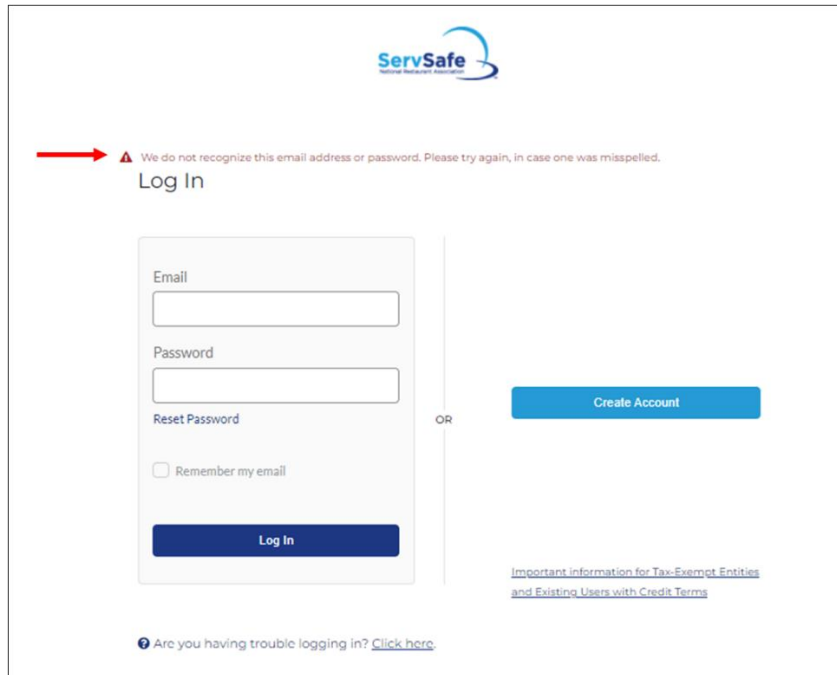 ServSafe
National Restaurant Association
We do not recognize this email address or password. Please try again, in case one was misspelled.
Log In
Email
Password
Reset Password
Remember my email
Log In
OR
Create Account
Important information for Tax-Exempt Entities
and Existing Users with Credit Terms
Are you having trouble logging in? Click here.